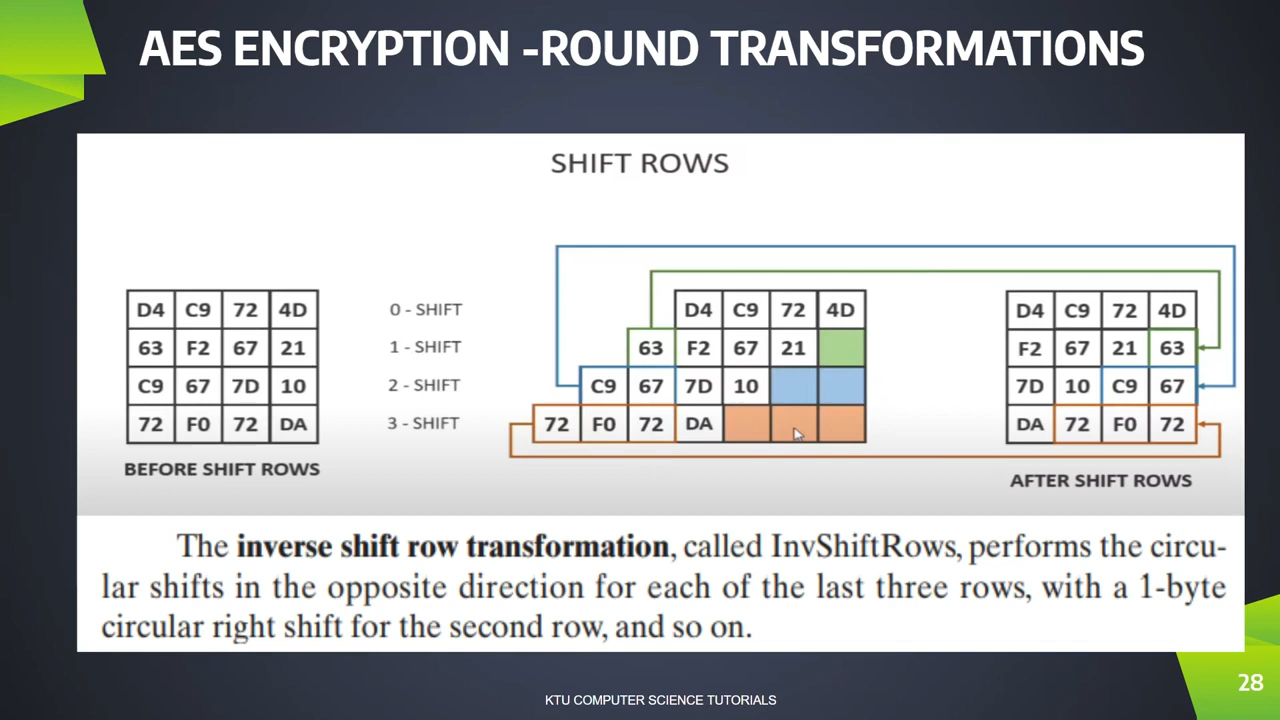 AES ENCRYPTION -ROUND TRANSFORMATIONS
SHIFT ROWS
D4 C9 72 4D
63 F2 67 21
C9 67 7D 10
72 F0 72 DA
BEFORE SHIFT ROWS
0 - SHIFT
1 - SHIFT
2 - SHIFT
3 - SHIFT
D4 C9 72 4D
63 F2 67 21
C9 67 7D 10
72 F0 72 DA
D4 C9 72 4D
F2 67 21 63
7D 10 C9 67
DA 72 F0 72
AFTER SHIFT ROWS
The inverse shift row transformation, called InvShiftRows, performs the circu-
lar shifts in the opposite direction for each of the last three rows, with a 1-byte
circular right shift for the second row, and so on.
28
KTU COMPUTER SCIENCE TUTORIALS